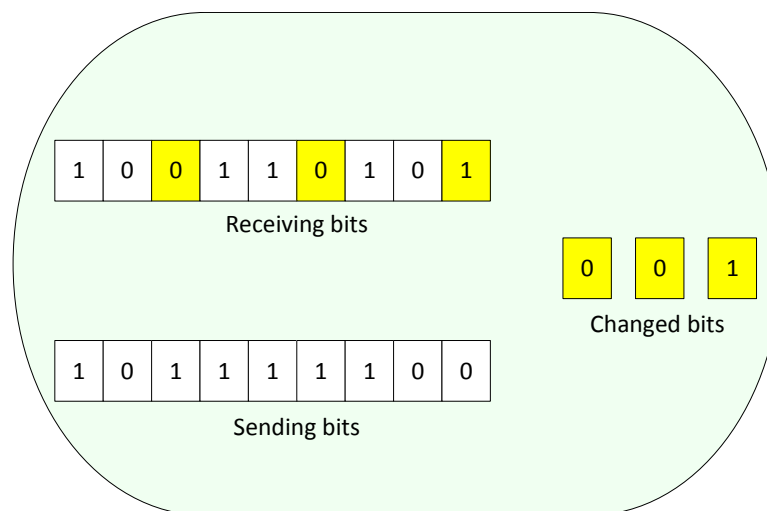 1 0 0 1 1 0 1 0 1
Receiving bits
0 0 1
Changed bits
1 0 1 1 1 1 1 0 0
Sending bits